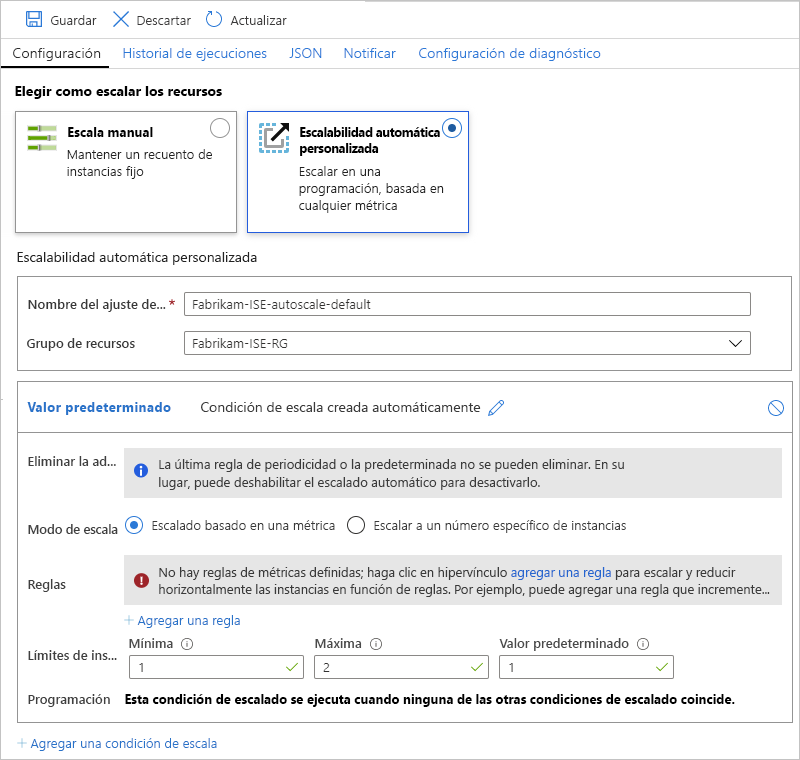 Guardar Descartar Actualizar
Configuración Historial de ejecuciones JSON Notificar Configuración de diagnóstico
Elegir como escalar los recursos
Escala manual
Mantener un recuento de
instancias fijo
Escalabilidad automática
personalizada
Escalar en una
programación, basada en
cualquier métrica
Escalabilidad automática personalizada
Nombre del ajuste de... * Fabrikam-ISE-autoscale-default
Grupo de recursos Fabrikam-ISE-RG
Valor predeterminado Condición de escala creada automáticamente
Eliminar la ad...
La última regla de periodicidad o la predeterminada no se pueden eliminar. En su
lugar, puede deshabilitar el escalado automático para desactivarlo.
Modo de escala Escalado basado en una métrica Escalar a un número específico de instancias
Reglas
No hay reglas de métricas definidas; haga clic en hipervínculo agregar una regla para escalar y reducir
horizontalmente las instancias en función de reglas. Por ejemplo, puede agregar una regla que incremente...
+ Agregar una regla
Límites de ins...
Mínima Máxima Valor predeterminado
1 2 1
Programación Esta condición de escalado se ejecuta cuando ninguna de las otras condiciones de escalado coincide.
+ Agregar una condición de escala